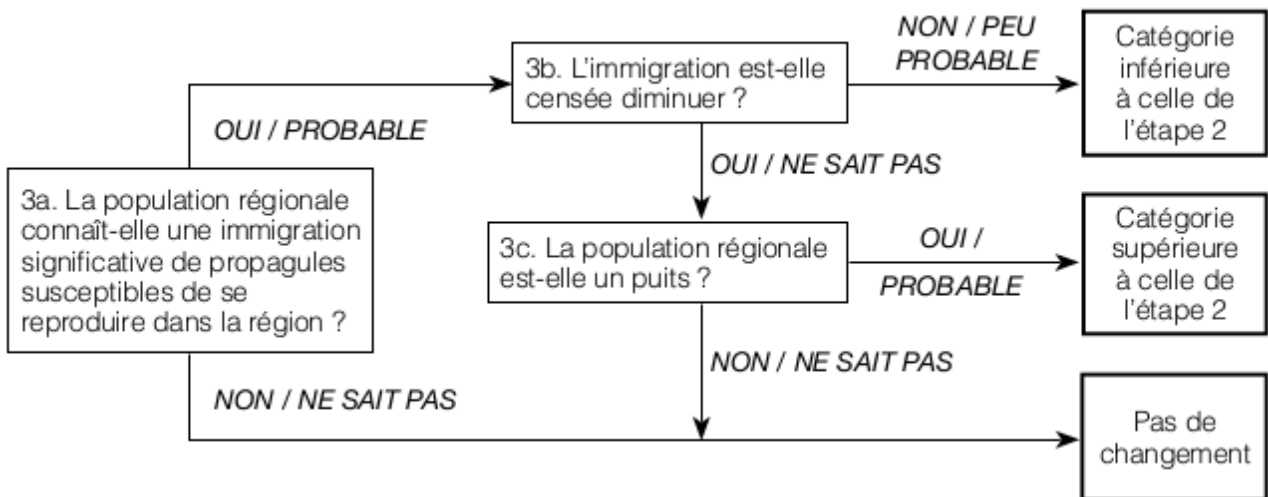 3a. La population régionale
connaît-elle une immigration
significative de propagules
susceptibles de se
reproduire dans la région ?
OUI / PROBABLE
3b. L'immigration est-elle
censée diminuer ?
NON / PEU
PROBABLE
Catégorie
inférieure
à celle de
l'étape 2
OUI / NE SAIT PAS
3c. La population régionale
est-elle un puits ?
OUI /
PROBABLE
Catégorie
supérieure
à celle de
l'étape 2
NON / NE SAIT PAS
NON / NE SAIT PAS
Pas de
changement